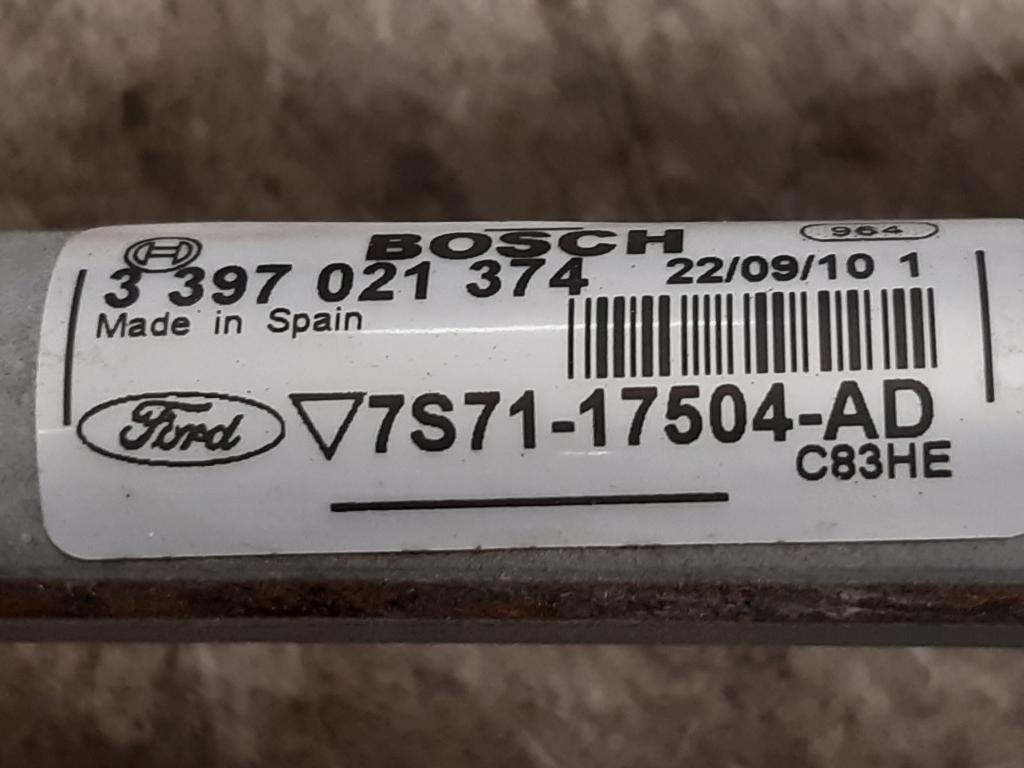 BOSCH 964
3 397 021 374 22/09/10 1
Made in Spain
Ford 7S71-17504-AD
C83HE